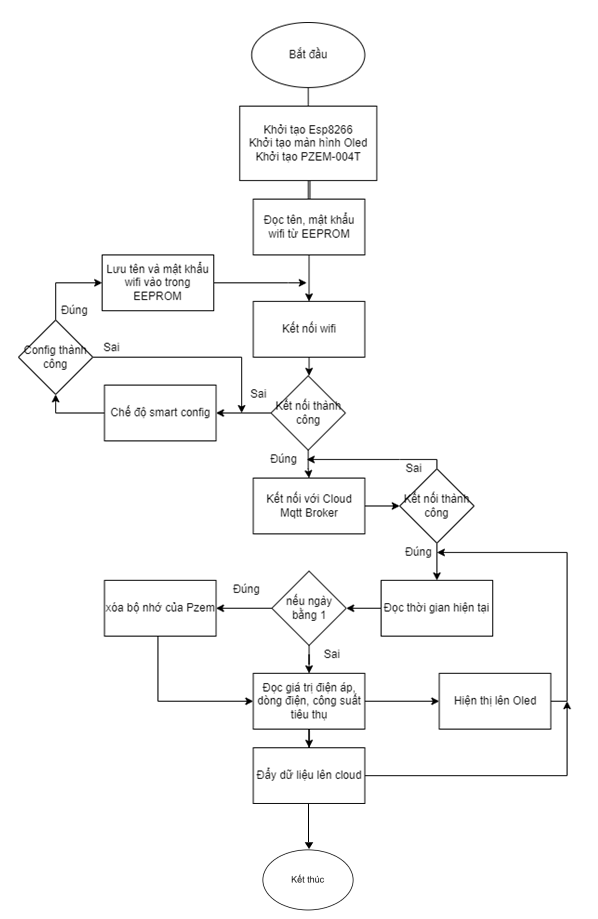 Bắt đầu
Khởi tạo Esp8266
Khởi tạo màn hình Oled
Khởi tạo PZEM-004T
Đọc tên, mật khẩu
wifi từ EEPROM
Lưu tên và mật khẩu
wifi vào trong
EEPROM
Đúng
Kết nối wifi
Config thành
công
Sai
Sai
Chế độ smart config
Kết nối thành
công
Đúng
Sai
Kết nối với Cloud
Mqtt Broker
Kết nối thành
công
Đúng
Đúng
nếu ngày
bằng 1
Đọc thời gian hiện tại
xóa bộ nhớ của Pzem
Sai
Đọc giá trị điện áp,
dòng điện, công suất
tiêu thụ
Hiện thị lên Oled
Đẩy dữ liệu lên cloud
Kết thúc